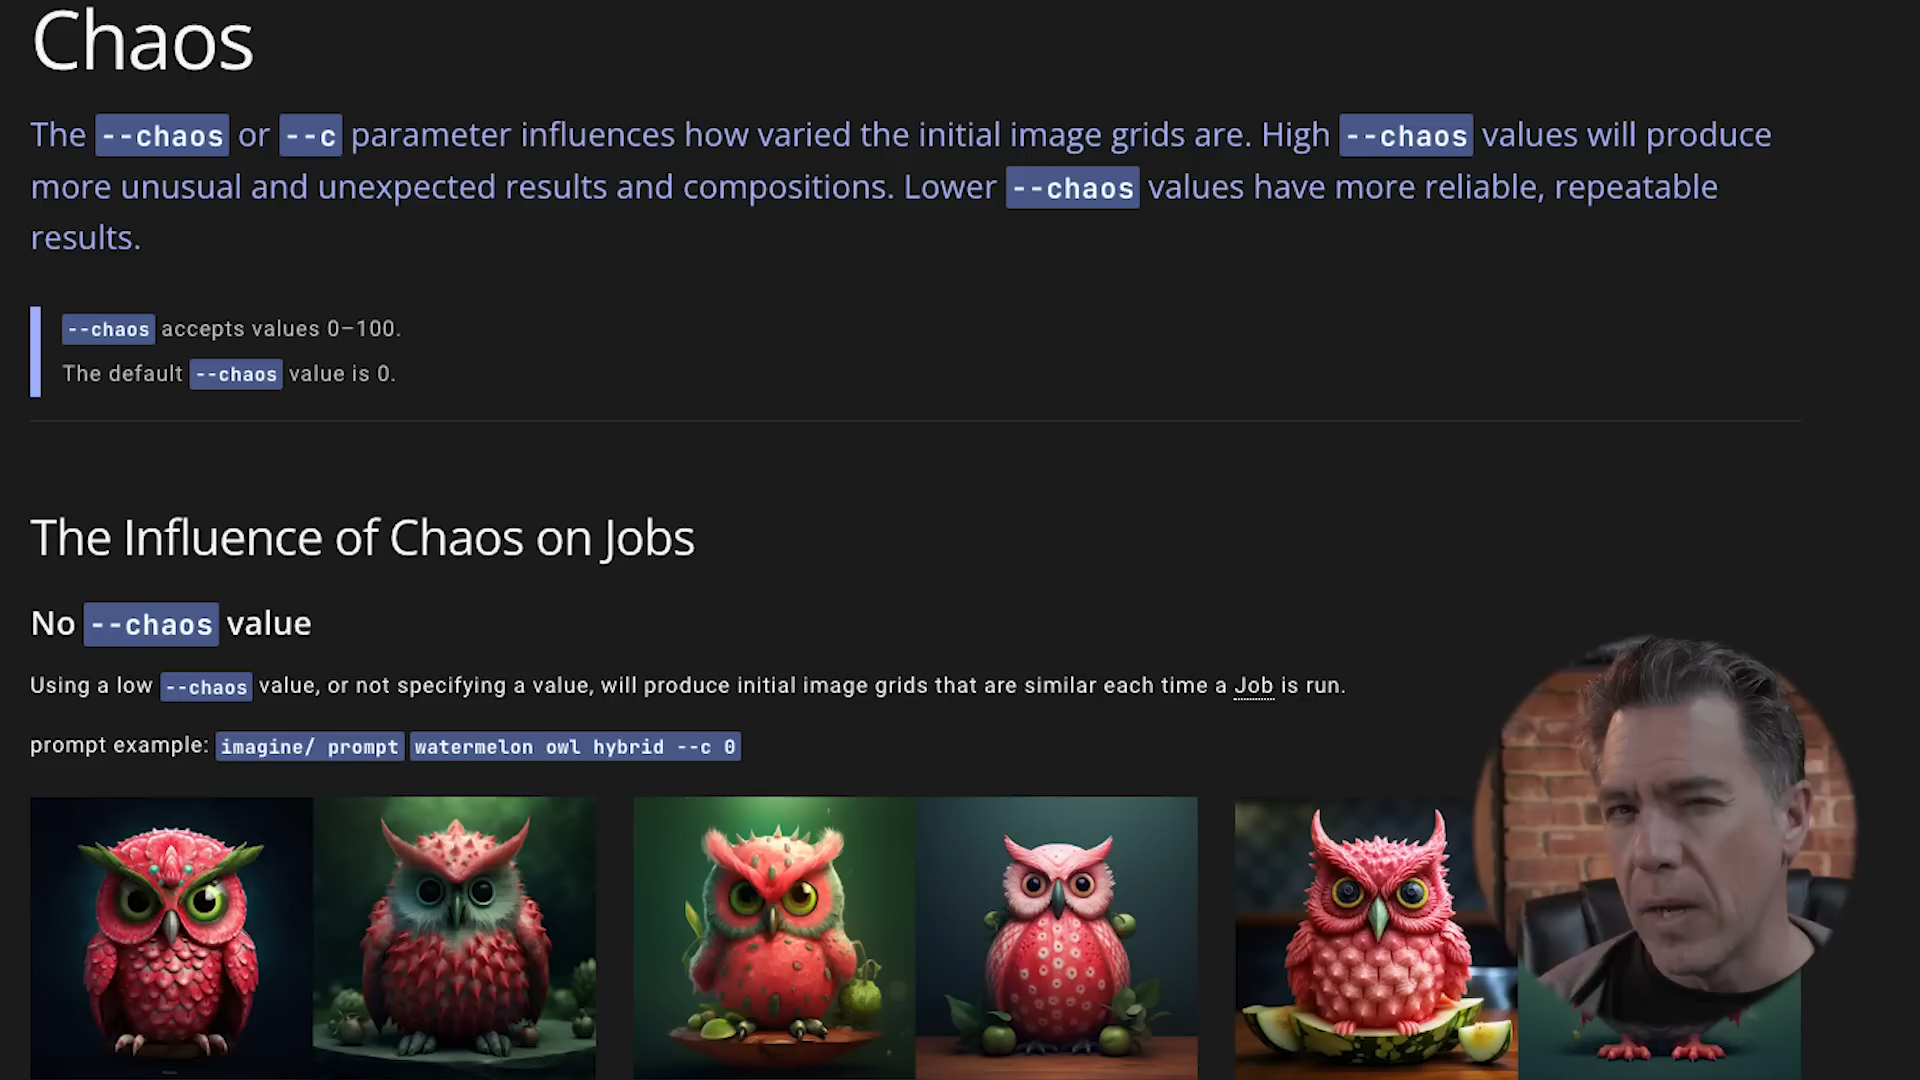 Chaos
The --chaos or --c parameter influences how varied the initial image grids are. High --chaos values will produce
more unusual and unexpected results and compositions. Lower --chaos values have more reliable, repeatable
results.
--chaos accepts values 0–100.
The default --chaos value is 0.
The Influence of Chaos on Jobs
No --chaos value
Using a low --chaos value, or not specifying a value, will produce initial image grids that are similar each time a Job is run.
prompt example: imagine/ prompt watermelon owl hybrid --c 0